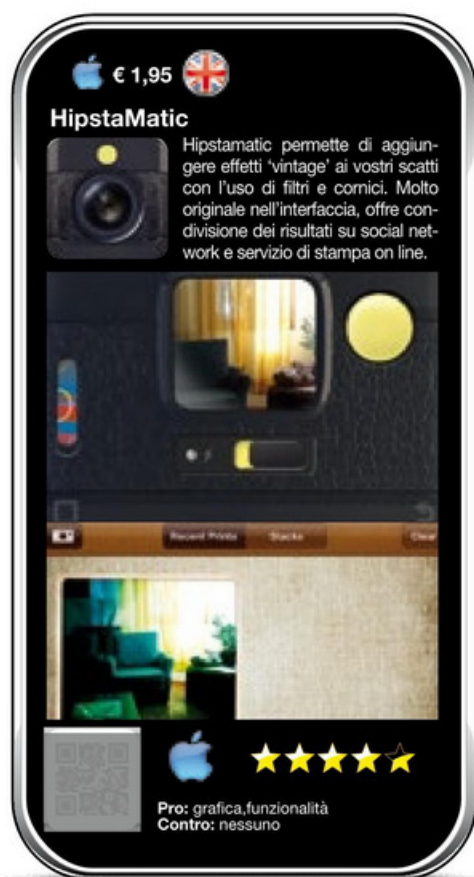 € 1,95
HipstaMatic
Hipstamatic permette di aggiun-
gere effetti 'vintage' ai vostri scatti
con l'uso di filtri e cornici. Molto
originale nell'interfaccia, offre con-
divisione dei risultati su social net-
work e servizio di stampa on line.
Recent Prints Stacks Clear
Pro: grafica,funzionalità
Contro: nessuno